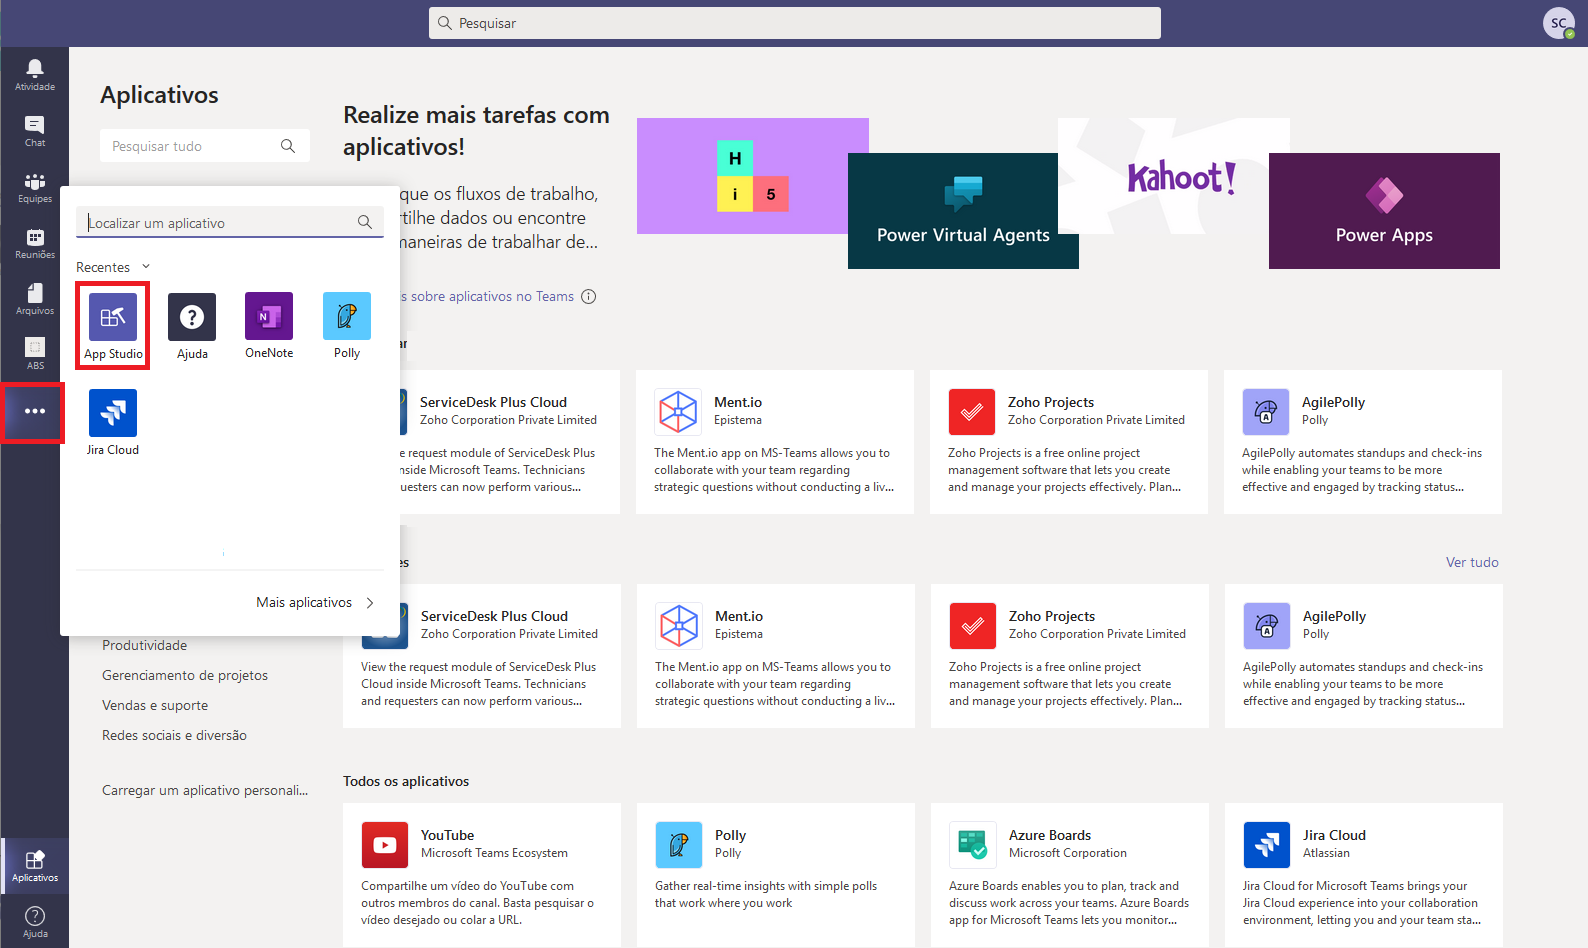 Pesquisar
SC
Atividade
Chat
Equipes
Reuniões
Arquivos
ABS
Aplicativos
Ajuda
Aplicativos
Pesquisar tudo
Realize mais tarefas com
aplicativos!
que os fluxos de trabalho,
tilhe dados ou encontre
maneiras de trabalhar de...
s sobre aplicativos no Teams
H
i
5
Power Virtual Agents
Kahoot!
Power Apps
Localizar um aplicativo
Recentes
App Studio
Ajuda
OneNote
Polly
Jira Cloud
Mais aplicativos
Produtividade
Gerenciamento de projetos
Vendas e suporte
Redes sociais e diversão
Carregar um aplicativo personali...
ar
ServiceDesk Plus Cloud
Zoho Corporation Private Limited
e request module of ServiceDesk Plus
nside Microsoft Teams. Technicians
questers can now perform various...
Ment.io
Epistema
The Ment.io app on MS-Teams allows you to
collaborate with your team regarding
strategic questions without conducting a liv...
Zoho Projects
Zoho Corporation Private Limited
Zoho Projects is a free online project
management software that lets you create
and manage your projects effectively. Plan...
AgilePolly
Polly
AgilePolly automates standups and check-ins
while enabling your teams to be more
effective and engaged by tracking status...
es
Ver tudo
ServiceDesk Plus Cloud
Zoho Corporation Private Limited
View the request module of ServiceDesk Plus
Cloud inside Microsoft Teams. Technicians
and requesters can now perform various...
Ment.io
Epistema
The Ment.io app on MS-Teams allows you to
collaborate with your team regarding
strategic questions without conducting a liv...
Zoho Projects
Zoho Corporation Private Limited
Zoho Projects is a free online project
management software that lets you create
and manage your projects effectively. Plan...
AgilePolly
Polly
AgilePolly automates standups and check-ins
while enabling your teams to be more
effective and engaged by tracking status...
Todos os aplicativos
YouTube
Microsoft Teams Ecosystem
Compartilhe um vídeo do YouTube com
outros membros do canal. Basta pesquisar o
vídeo desejado ou colar a URL.
Polly
Polly
Gather real-time insights with simple polls
that work where you work
Azure Boards
Microsoft Corporation
Azure Boards enables you to plan, track and
discuss work across your teams. Azure Boards
app for Microsoft Teams lets you monitor...
Jira Cloud
Atlassian
Jira Cloud for Microsoft Teams brings your
Jira Cloud experience into your collaboration
environment, letting you and your team sta...